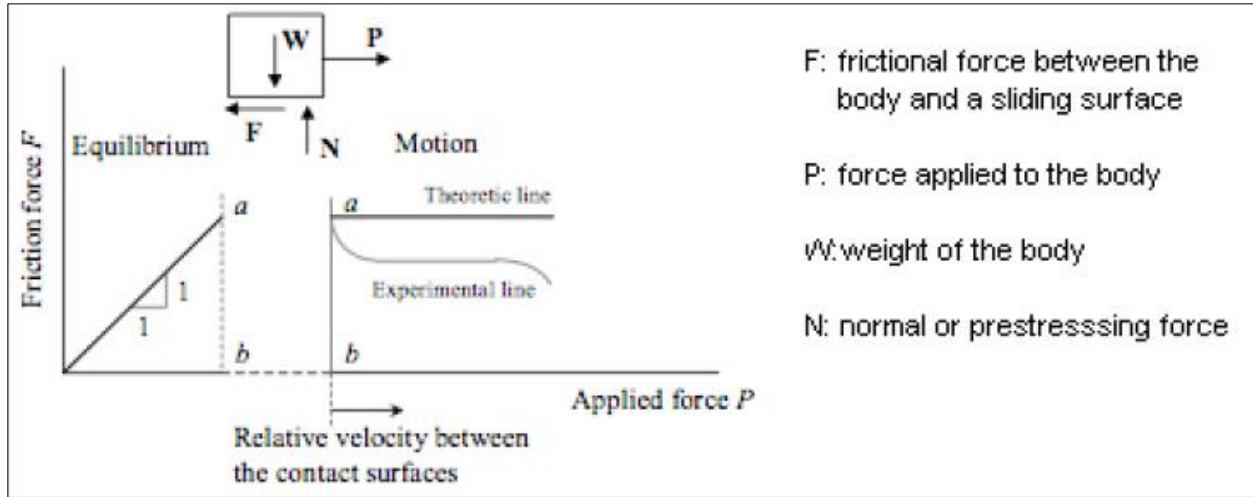 W
P
F
N
Equilibrium
Motion
Friction force F
a
a
Theoretic line
Experimental line
1
1
b
b
Applied force P
Relative velocity between
the contact surfaces
F: frictional force between the
body and a sliding surface
P: force applied to the body
W: weight of the body
N: normal or prestresssing force